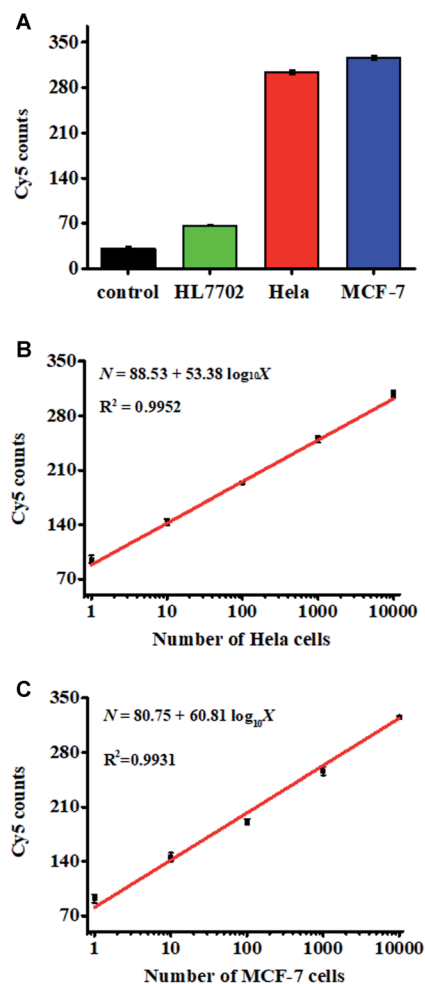 A
350
280
210
140
70
0
Cy5 counts
control HL7702 Hela MCF-7
B
N = 88.53 + 53.38 log₁₀X
R² = 0.9952
350
280
210
140
70
Cy5 counts
1 10 100 1000 10000
Number of Hela cells
C
N = 80.75 + 60.81 log₁₀X
R²=0.9931
350
280
210
140
70
Cy5 counts
1 10 100 1000 10000
Number of MCF-7 cells